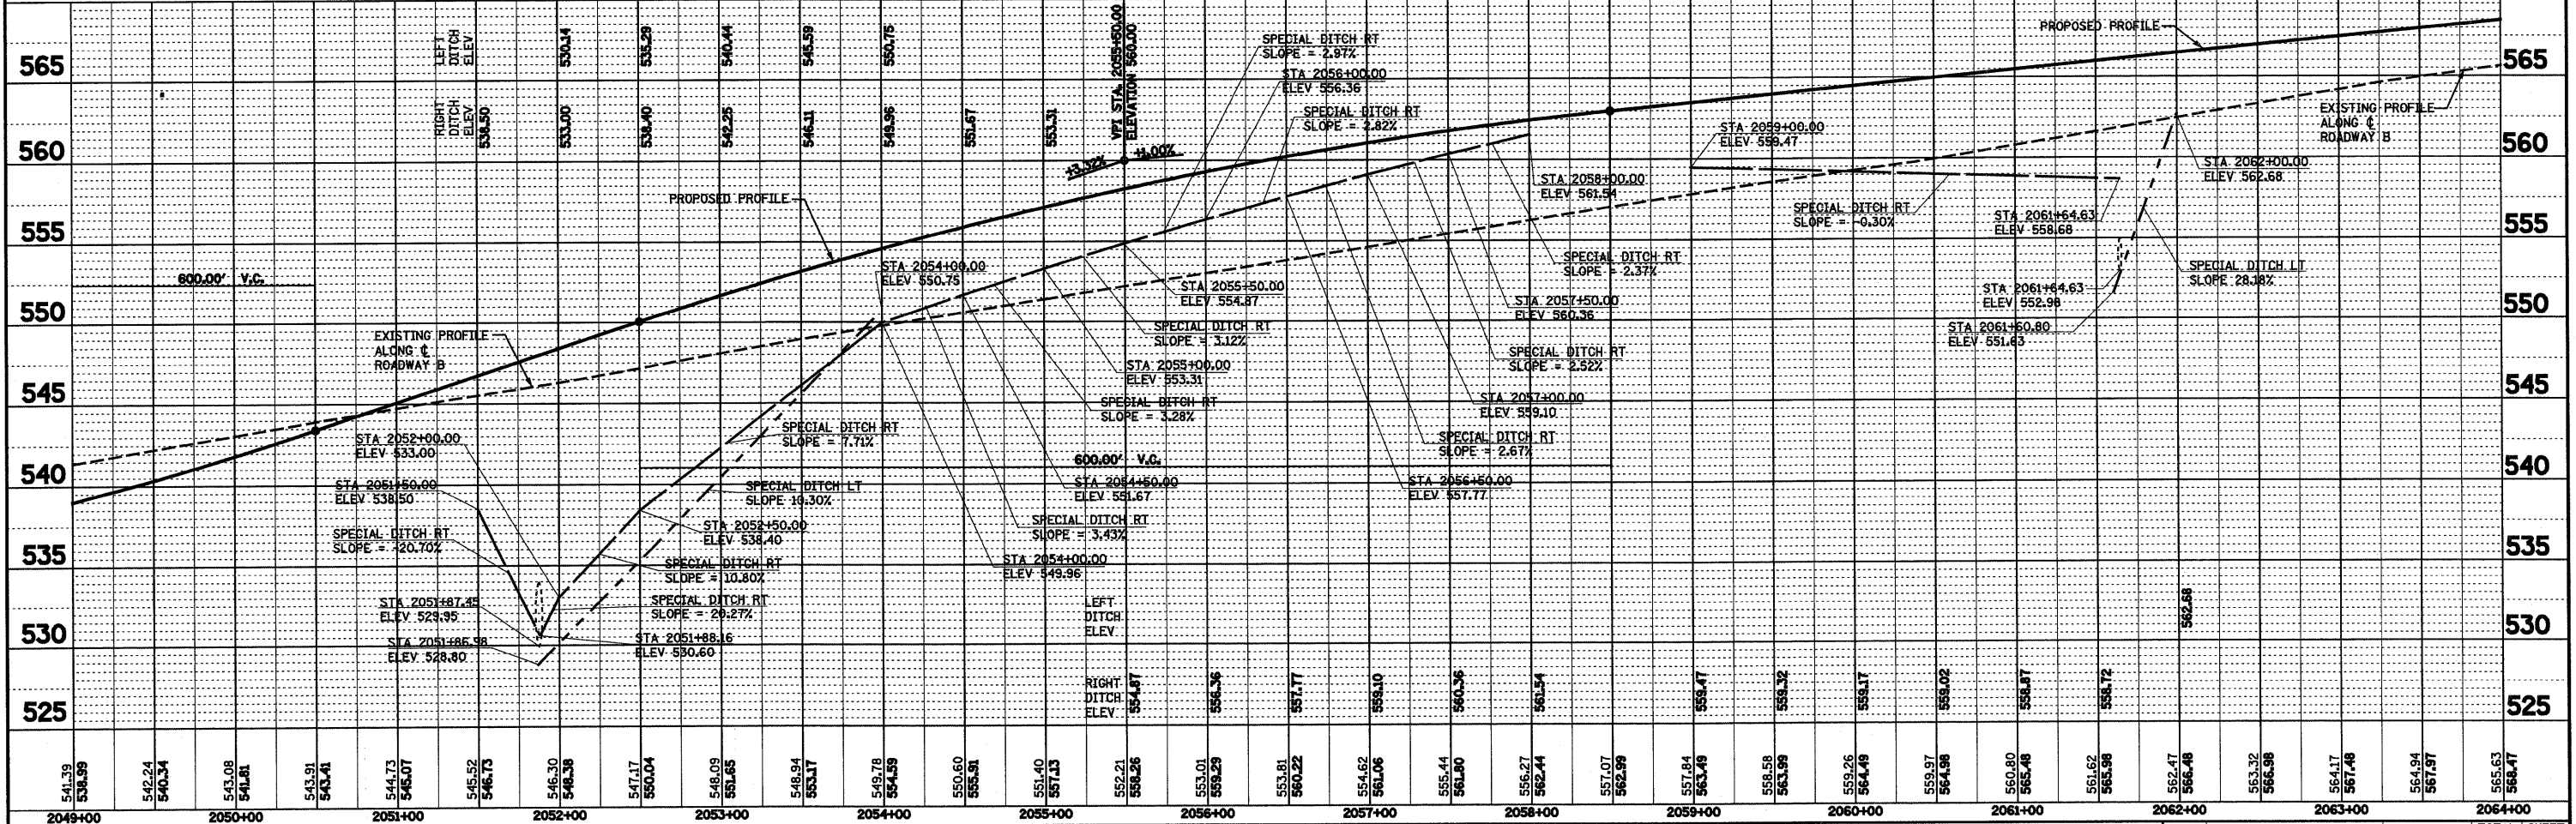 565
560
555
550
545
540
535
530
525
LEFT
DITCH
ELEV
530.14
535.29
540.44
545.59
550.75
RIGHT
DITCH
ELEV
538.50
533.00
538.40
542.25
546.11
549.96
551.67
553.31
VPI STA. 2055+50.00
ELEVATION 560.00
+3.32%
+1.00%
SPECIAL DITCH RT
SLOPE = 2.97%
STA 2056+00.00
ELEV 556.36
SPECIAL DITCH RT
SLOPE = 2.82%
PROPOSED PROFILE
EXISTING PROFILE
ALONG ℄
ROADWAY B
STA 2059+00.00
ELEV 559.47
STA 2062+00.00
ELEV 562.68
STA 2058+00.00
ELEV 561.54
SPECIAL DITCH RT
SLOPE = -0.30%
STA 2061+64.63
ELEV 558.68
SPECIAL DITCH LT
SLOPE 28.18%
STA 2061+64.63
ELEV 552.98
STA 2061+60.80
ELEV 551.63
PROPOSED PROFILE
600.00' V.C.
STA 2054+00.00
ELEV 550.75
STA 2055+50.00
ELEV 554.87
SPECIAL DITCH RT
SLOPE = 2.37%
STA 2057+50.00
ELEV 560.36
EXISTING PROFILE
ALONG ℄
ROADWAY B
SPECIAL DITCH RT
SLOPE = 3.12%
SPECIAL DITCH RT
SLOPE = 2.52%
STA 2055+00.00
ELEV 553.31
STA 2057+00.00
ELEV 559.10
SPECIAL DITCH RT
SLOPE = 3.28%
SPECIAL DITCH RT
SLOPE = 7.71%
STA 2052+00.00
ELEV 533.00
SPECIAL DITCH RT
SLOPE = 2.67%
600.00' V.C.
STA 2051+50.00
ELEV 538.50
SPECIAL DITCH LT
SLOPE 10.30%
STA 2054+50.00
ELEV 551.67
STA 2056+50.00
ELEV 557.77
SPECIAL DITCH RT
SLOPE = -20.70%
STA 2052+50.00
ELEV 538.40
SPECIAL DITCH RT
SLOPE = 3.43%
SPECIAL DITCH RT
SLOPE = 10.80%
STA 2054+00.00
ELEV 549.96
STA 2051+87.45
ELEV 529.95
SPECIAL DITCH RT
SLOPE = 20.27%
STA 2051+86.98
ELEV 528.80
STA 2051+88.16
ELEV 530.60
LEFT
DITCH
ELEV
562.68
RIGHT
DITCH
ELEV
554.87
556.36
557.77
559.10
560.36
561.54
559.47
559.32
559.17
559.02
558.87
558.72
565
560
555
550
545
540
535
530
525
541.39
538.99
542.24
540.34
543.08
541.81
543.91
543.41
544.73
545.07
545.52
546.73
546.30
548.38
547.17
550.04
548.09
551.65
548.94
553.17
549.78
554.59
550.60
555.91
551.40
557.13
552.21
558.26
553.01
559.29
553.81
560.22
554.62
561.06
555.44
561.80
556.27
562.44
557.07
562.99
557.84
563.49
558.58
563.99
559.26
564.49
559.97
564.98
560.80
565.48
561.62
565.98
562.47
566.48
563.32
566.98
564.17
567.48
564.94
567.97
565.63
568.47
2049+00
2050+00
2051+00
2052+00
2053+00
2054+00
2055+00
2056+00
2057+00
2058+00
2059+00
2060+00
2061+00
2062+00
2063+00
2064+00